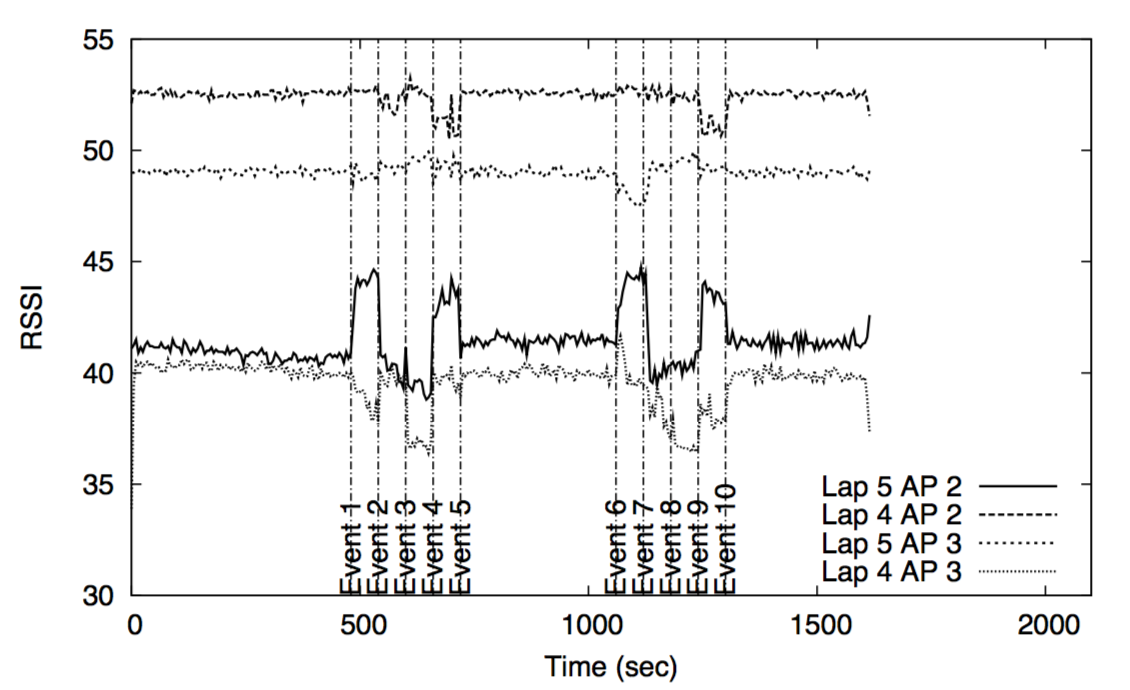 55
50
45
40
35
30
RSSI
Event 1
Event 2
Event 3
Event 4
Event 5
Event 6
Event 7
Event 8
Event 9
Event 10
Lap 5 AP 2
Lap 4 AP 2
Lap 5 AP 3
Lap 4 AP 3
0
500
1000
1500
2000
Time (sec)